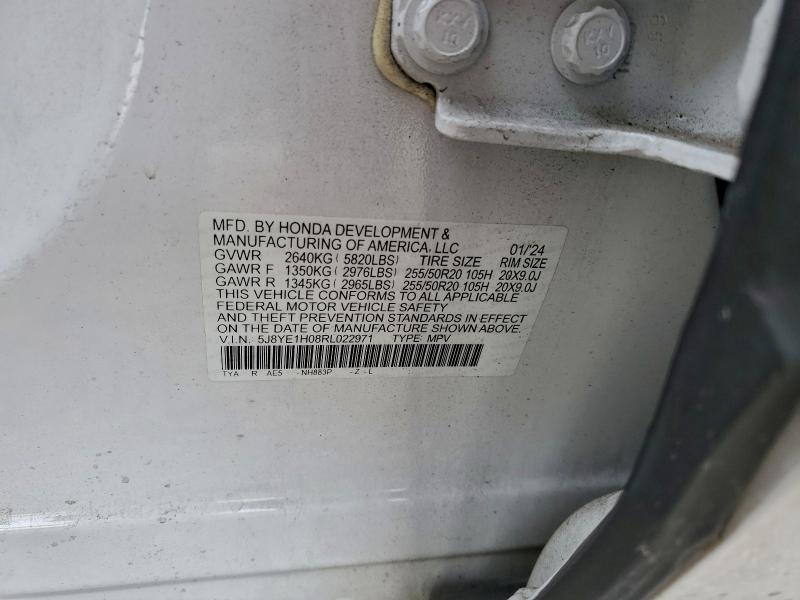 MFD. BY HONDA DEVELOPMENT &
MANUFACTURING OF AMERICA, LLC 01/'24
GVWR 2640KG ( 5820LBS) TIRE SIZE RIM SIZE
GAWR F 1350KG ( 2976LBS) 255/50R20 105H 20X9.0J
GAWR R 1345KG ( 2965LBS) 255/50R20 105H 20X9.0J
THIS VEHICLE CONFORMS TO ALL APPLICABLE
FEDERAL MOTOR VEHICLE SAFETY
AND THEFT PREVENTION STANDARDS IN EFFECT
ON THE DATE OF MANUFACTURE SHOWN ABOVE.
V.I.N. 5J8YE1H08RL022971 TYPE: MPV
TYA R AE5 -NH883P -Z - L